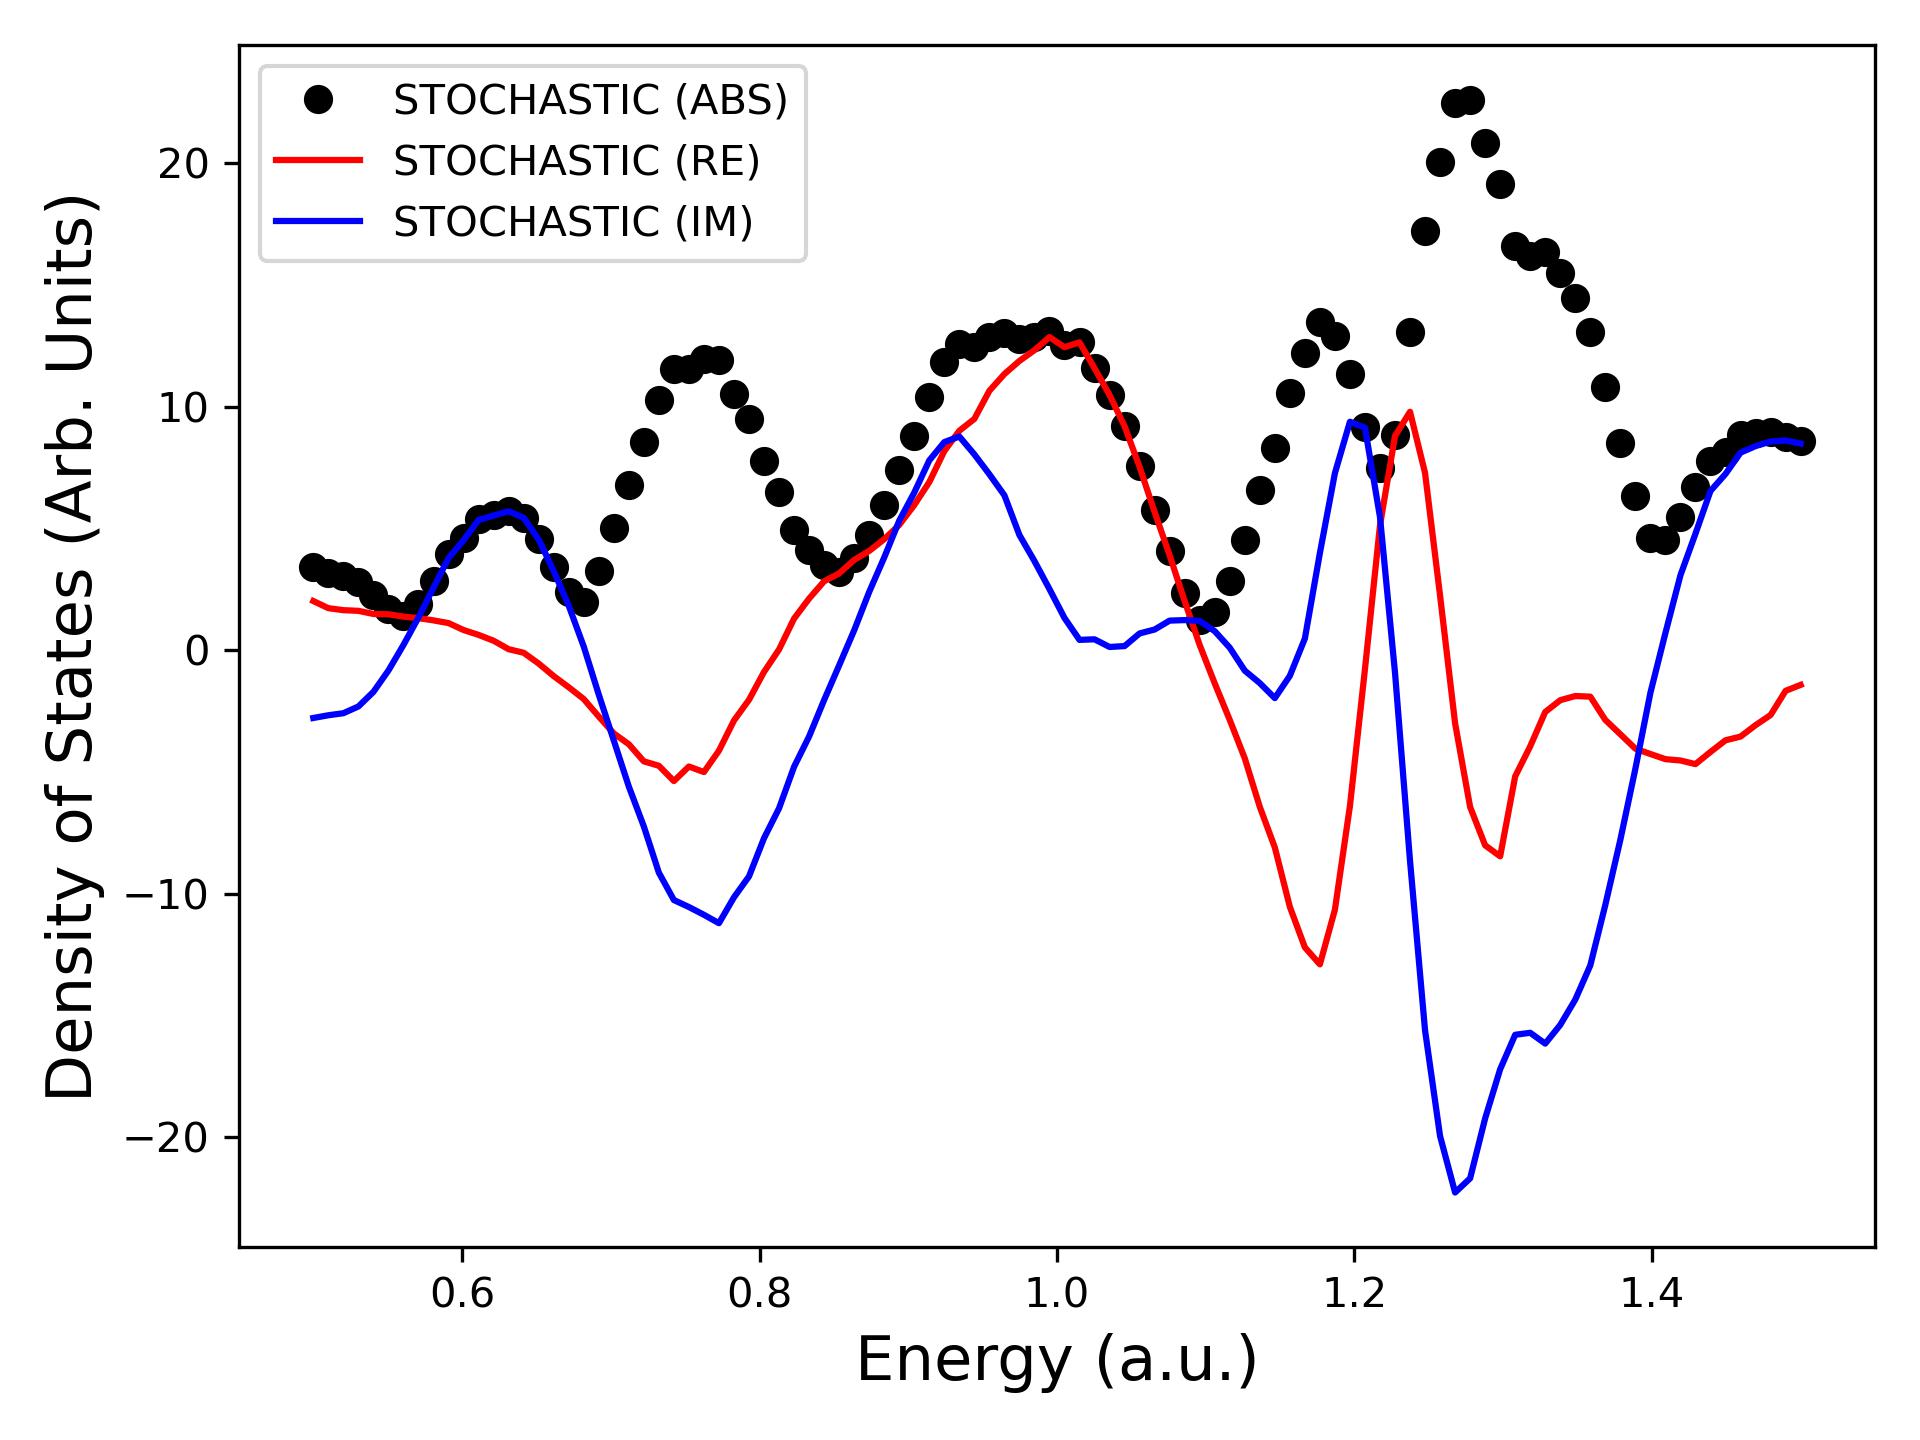 STOCHASTIC (ABS)
STOCHASTIC (RE)
STOCHASTIC (IM)
20
10
0
−10
−20
Density of States (Arb. Units)
0.6 0.8 1.0 1.2 1.4
Energy (a.u.)